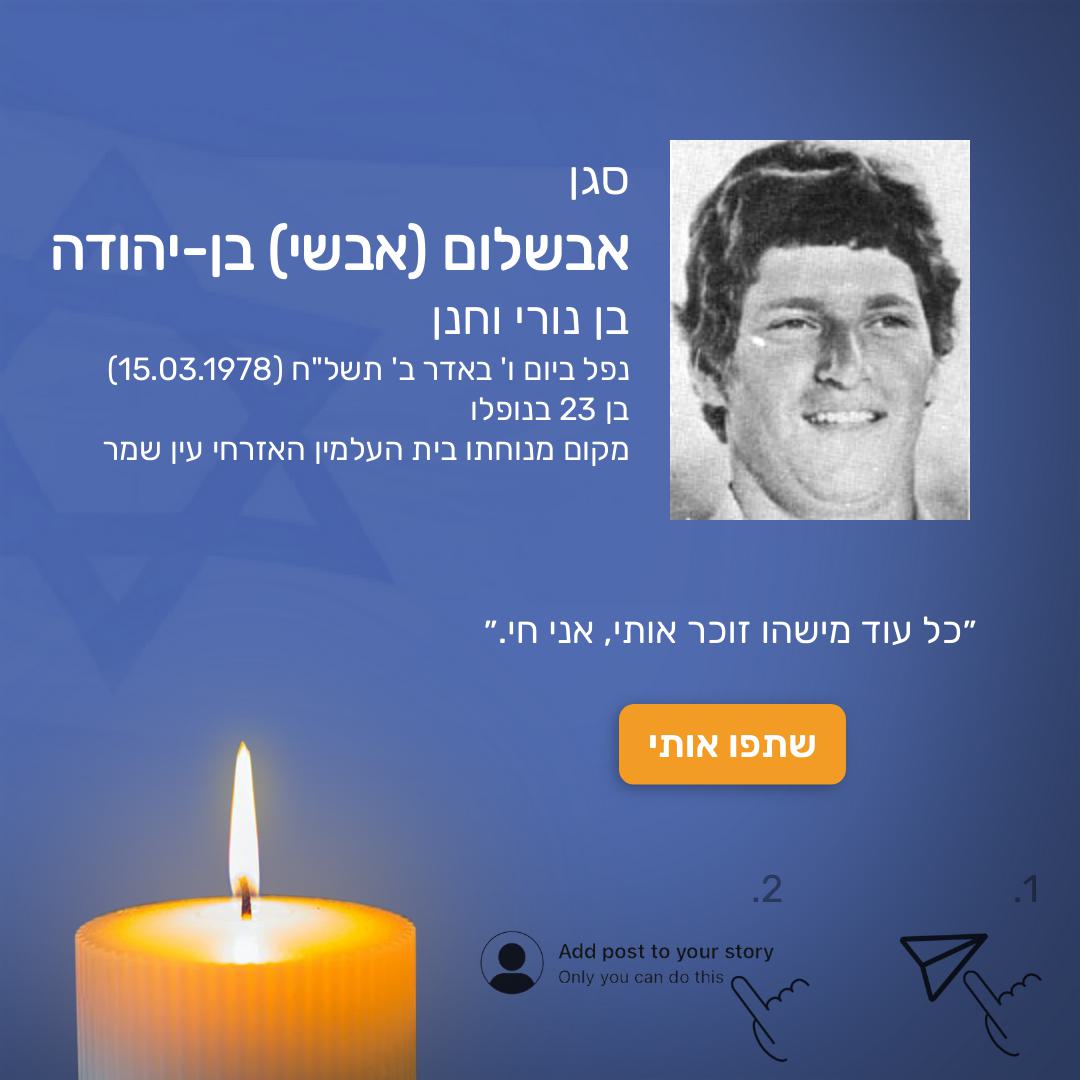 סגן
אבשלום (אבשי) בן-יהודה
בן נורי וחנן
נפל ביום ו' באדר ב' תשל"ח (15.03.1978)
בן 23 בנופלו
מקום מנוחתו בית העלמין האזרחי עין שמר
״כל עוד מישהו זוכר אותי, אני חי.״
שתפו אותי
1.
2.
Add post to your story
Only you can do this